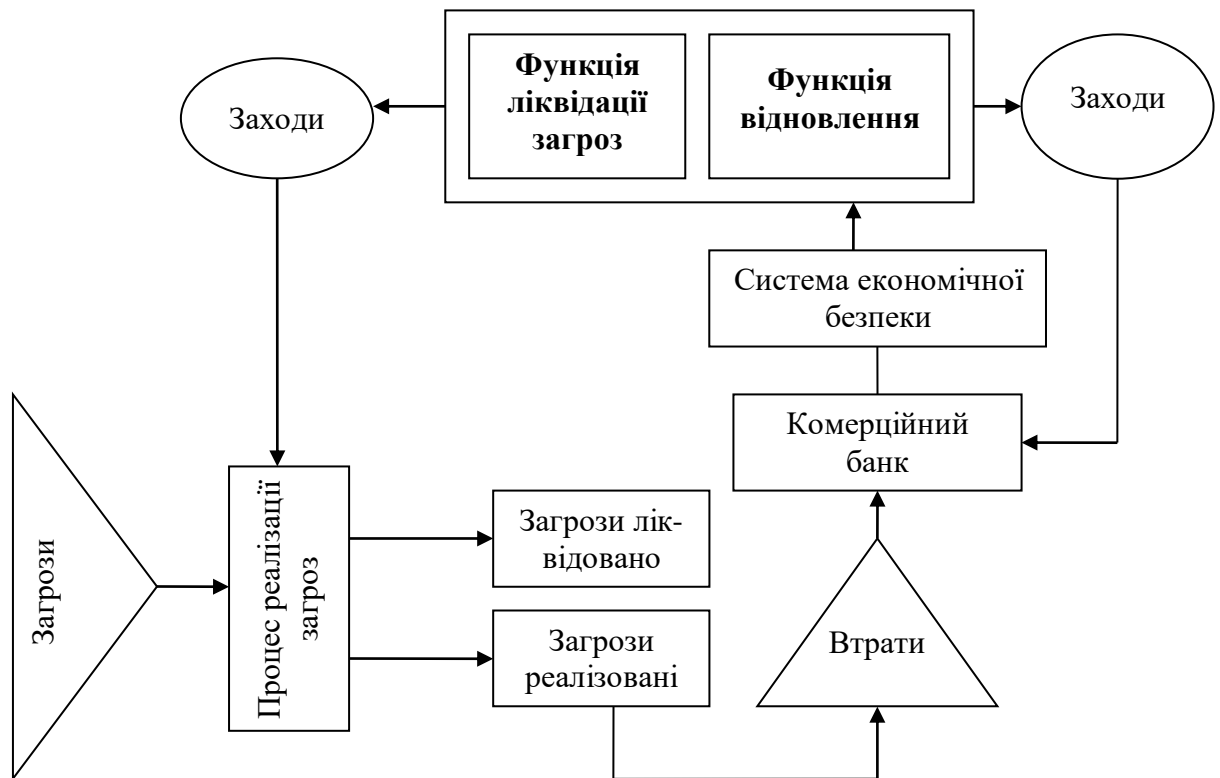 Функція
ліквідації
загроз
Функція
відновлення
Заходи
Заходи
Система економічної
безпеки
Комерційний
банк
Загрози
Процес реалізації
загроз
Загрози лік-
відовано
Загрози
реалізовані
Втрати